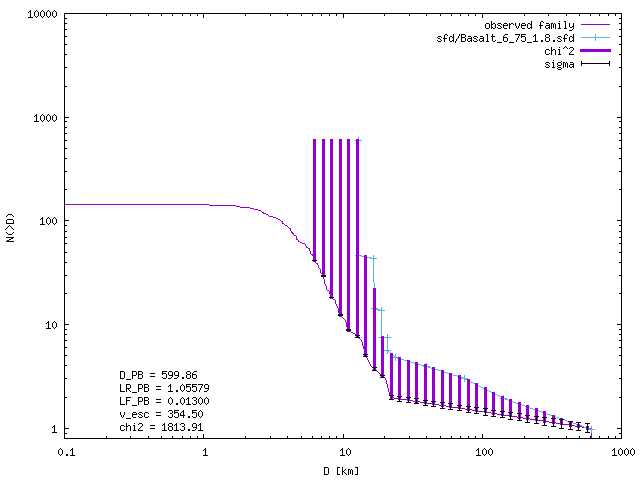 10000
observed family
sfd/Basalt_6_75_1.8.sfd
chi^2
sigma
1000
100
N(>D)
10
D_PB = 599.86
LR_PB = 1.05579
LF_PB = 0.01300
v_esc = 354.50
chi2 = 1813.91
1
0.1 1 10 100 1000
D [km]